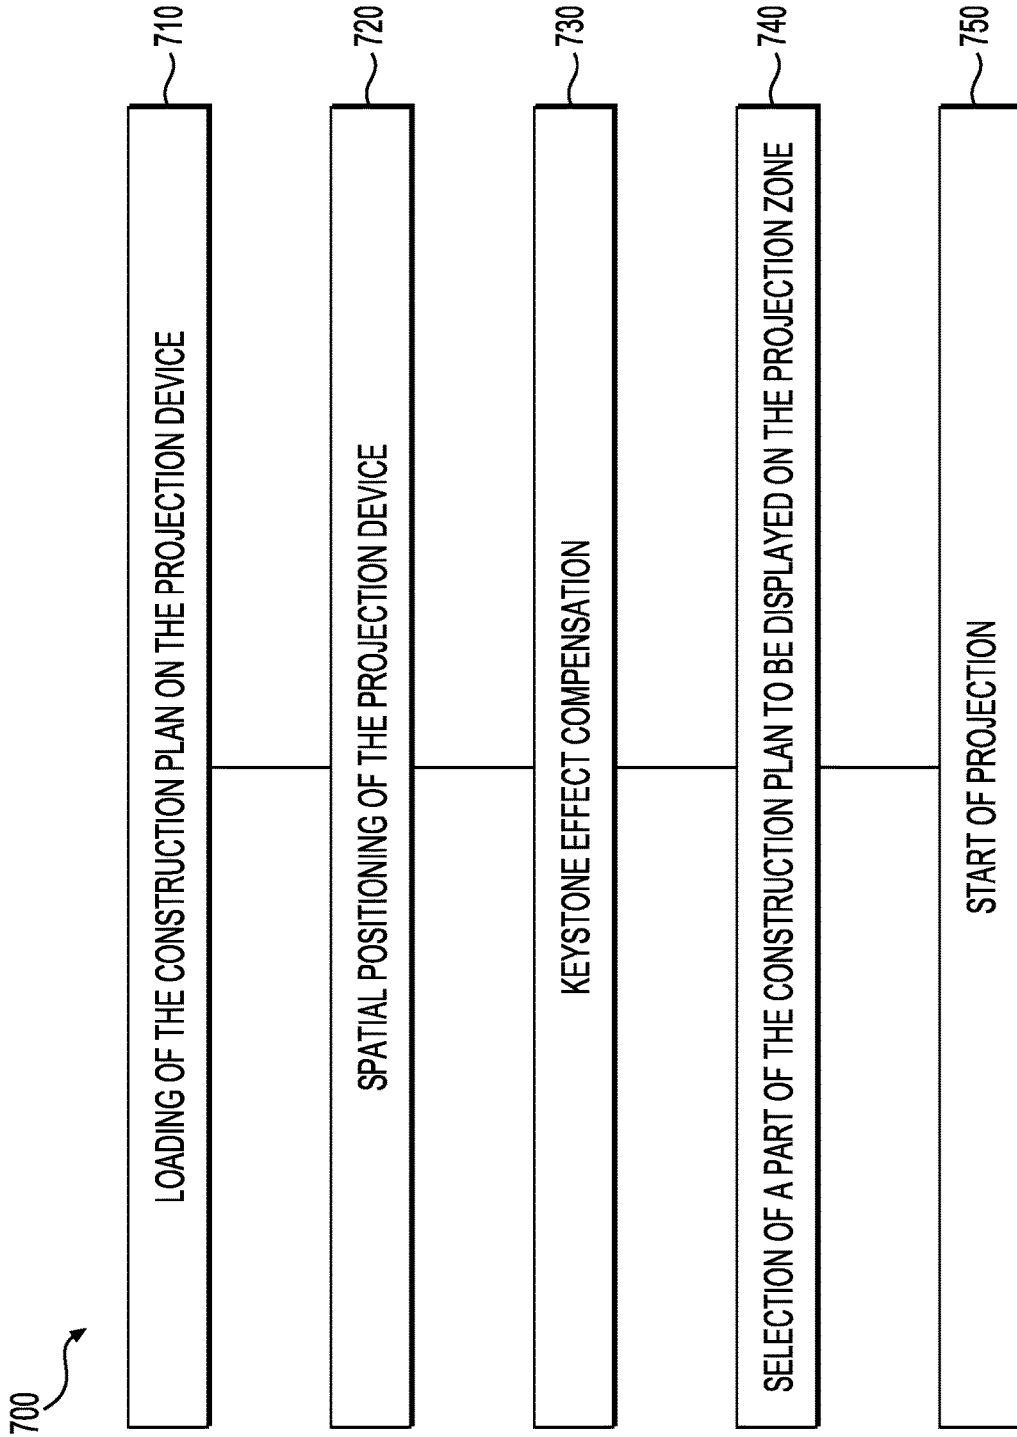 700
LOADING OF THE CONSTRUCTION PLAN ON THE PROJECTION DEVICE
710
SPATIAL POSITIONING OF THE PROJECTION DEVICE
720
KEYSTONE EFFECT COMPENSATION
730
SELECTION OF A PART OF THE CONSTRUCTION PLAN TO BE DISPLAYED ON THE PROJECTION ZONE
740
START OF PROJECTION
750